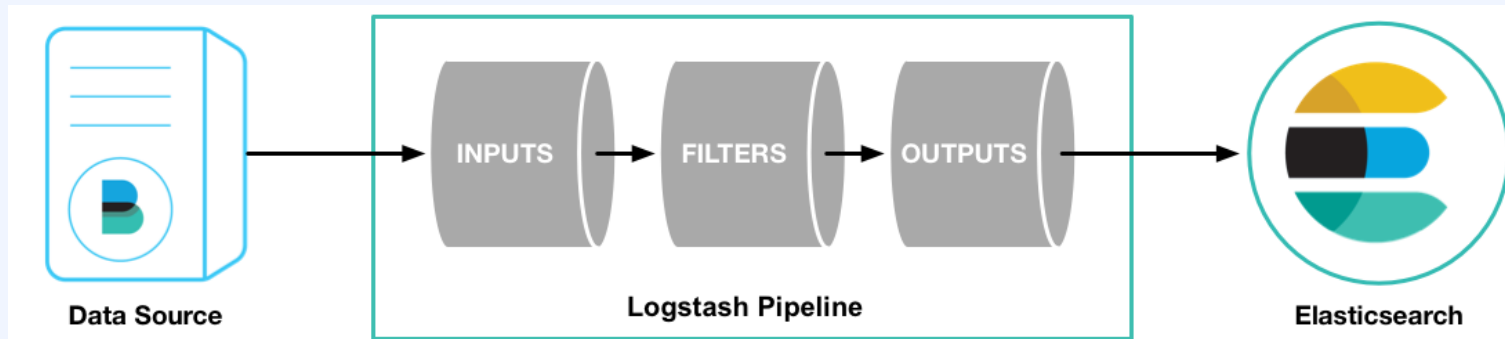 INPUTS
FILTERS
OUTPUTS
Data Source
Logstash Pipeline
Elasticsearch